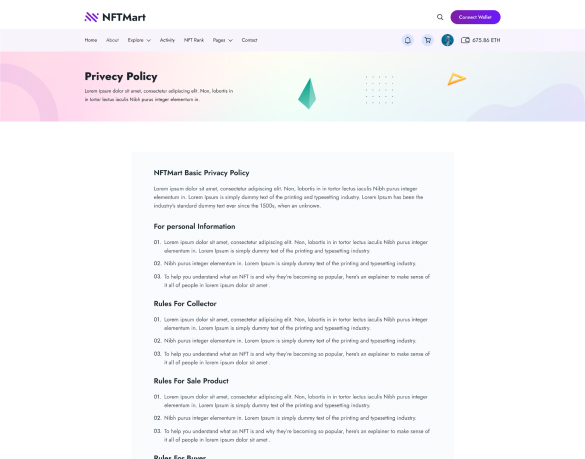 NFTMart
Connect Wallet
Home About Explore Activity NFT Rank Pages Contact
675.86 ETH
Privecy Policy
Lorem ipsum dolor sit amet, consectetur adipiscing elit. Non, lobortis in
in tortor lectus iaculis Nibh purus integer elementum in.
NFTMart Basic Privacy Policy
Lorem ipsum dolor sit amet, consectetur adipiscing elit. Non, lobortis in in tortor lectus iaculis Nibh purus integer
elementum in. Lorem Ipsum is simply dummy text of the printing and typesetting industry. Lorem Ipsum has been the
industry's standard dummy text ever since the 1500s, when an unknown.
For personal Information
01. Lorem ipsum dolor sit amet, consectetur adipiscing elit. Non, lobortis in in tortor lectus iaculis Nibh purus integer
elementum in. Lorem Ipsum is simply dummy text of the printing and typesetting industry.
02. Nibh purus integer elementum in. Lorem Ipsum is simply dummy text of the printing and typesetting industry.
03. To help you understand what an NFT is and why they're becoming so popular, here's an explainer to make sense of
it all of people in lorem ipsum dolor sit amet .
Rules For Collector
01. Lorem ipsum dolor sit amet, consectetur adipiscing elit. Non, lobortis in in tortor lectus iaculis Nibh purus integer
elementum in. Lorem Ipsum is simply dummy text of the printing and typesetting industry.
02. Nibh purus integer elementum in. Lorem Ipsum is simply dummy text of the printing and typesetting industry.
03. To help you understand what an NFT is and why they're becoming so popular, here's an explainer to make sense of
it all of people in lorem ipsum dolor sit amet .
Rules For Sale Product
01. Lorem ipsum dolor sit amet, consectetur adipiscing elit. Non, lobortis in in tortor lectus iaculis Nibh purus integer
elementum in. Lorem Ipsum is simply dummy text of the printing and typesetting industry.
02. Nibh purus integer elementum in. Lorem Ipsum is simply dummy text of the printing and typesetting industry.
03. To help you understand what an NFT is and why they're becoming so popular, here's an explainer to make sense of
it all of people in lorem ipsum dolor sit amet .
Rules For Buyer